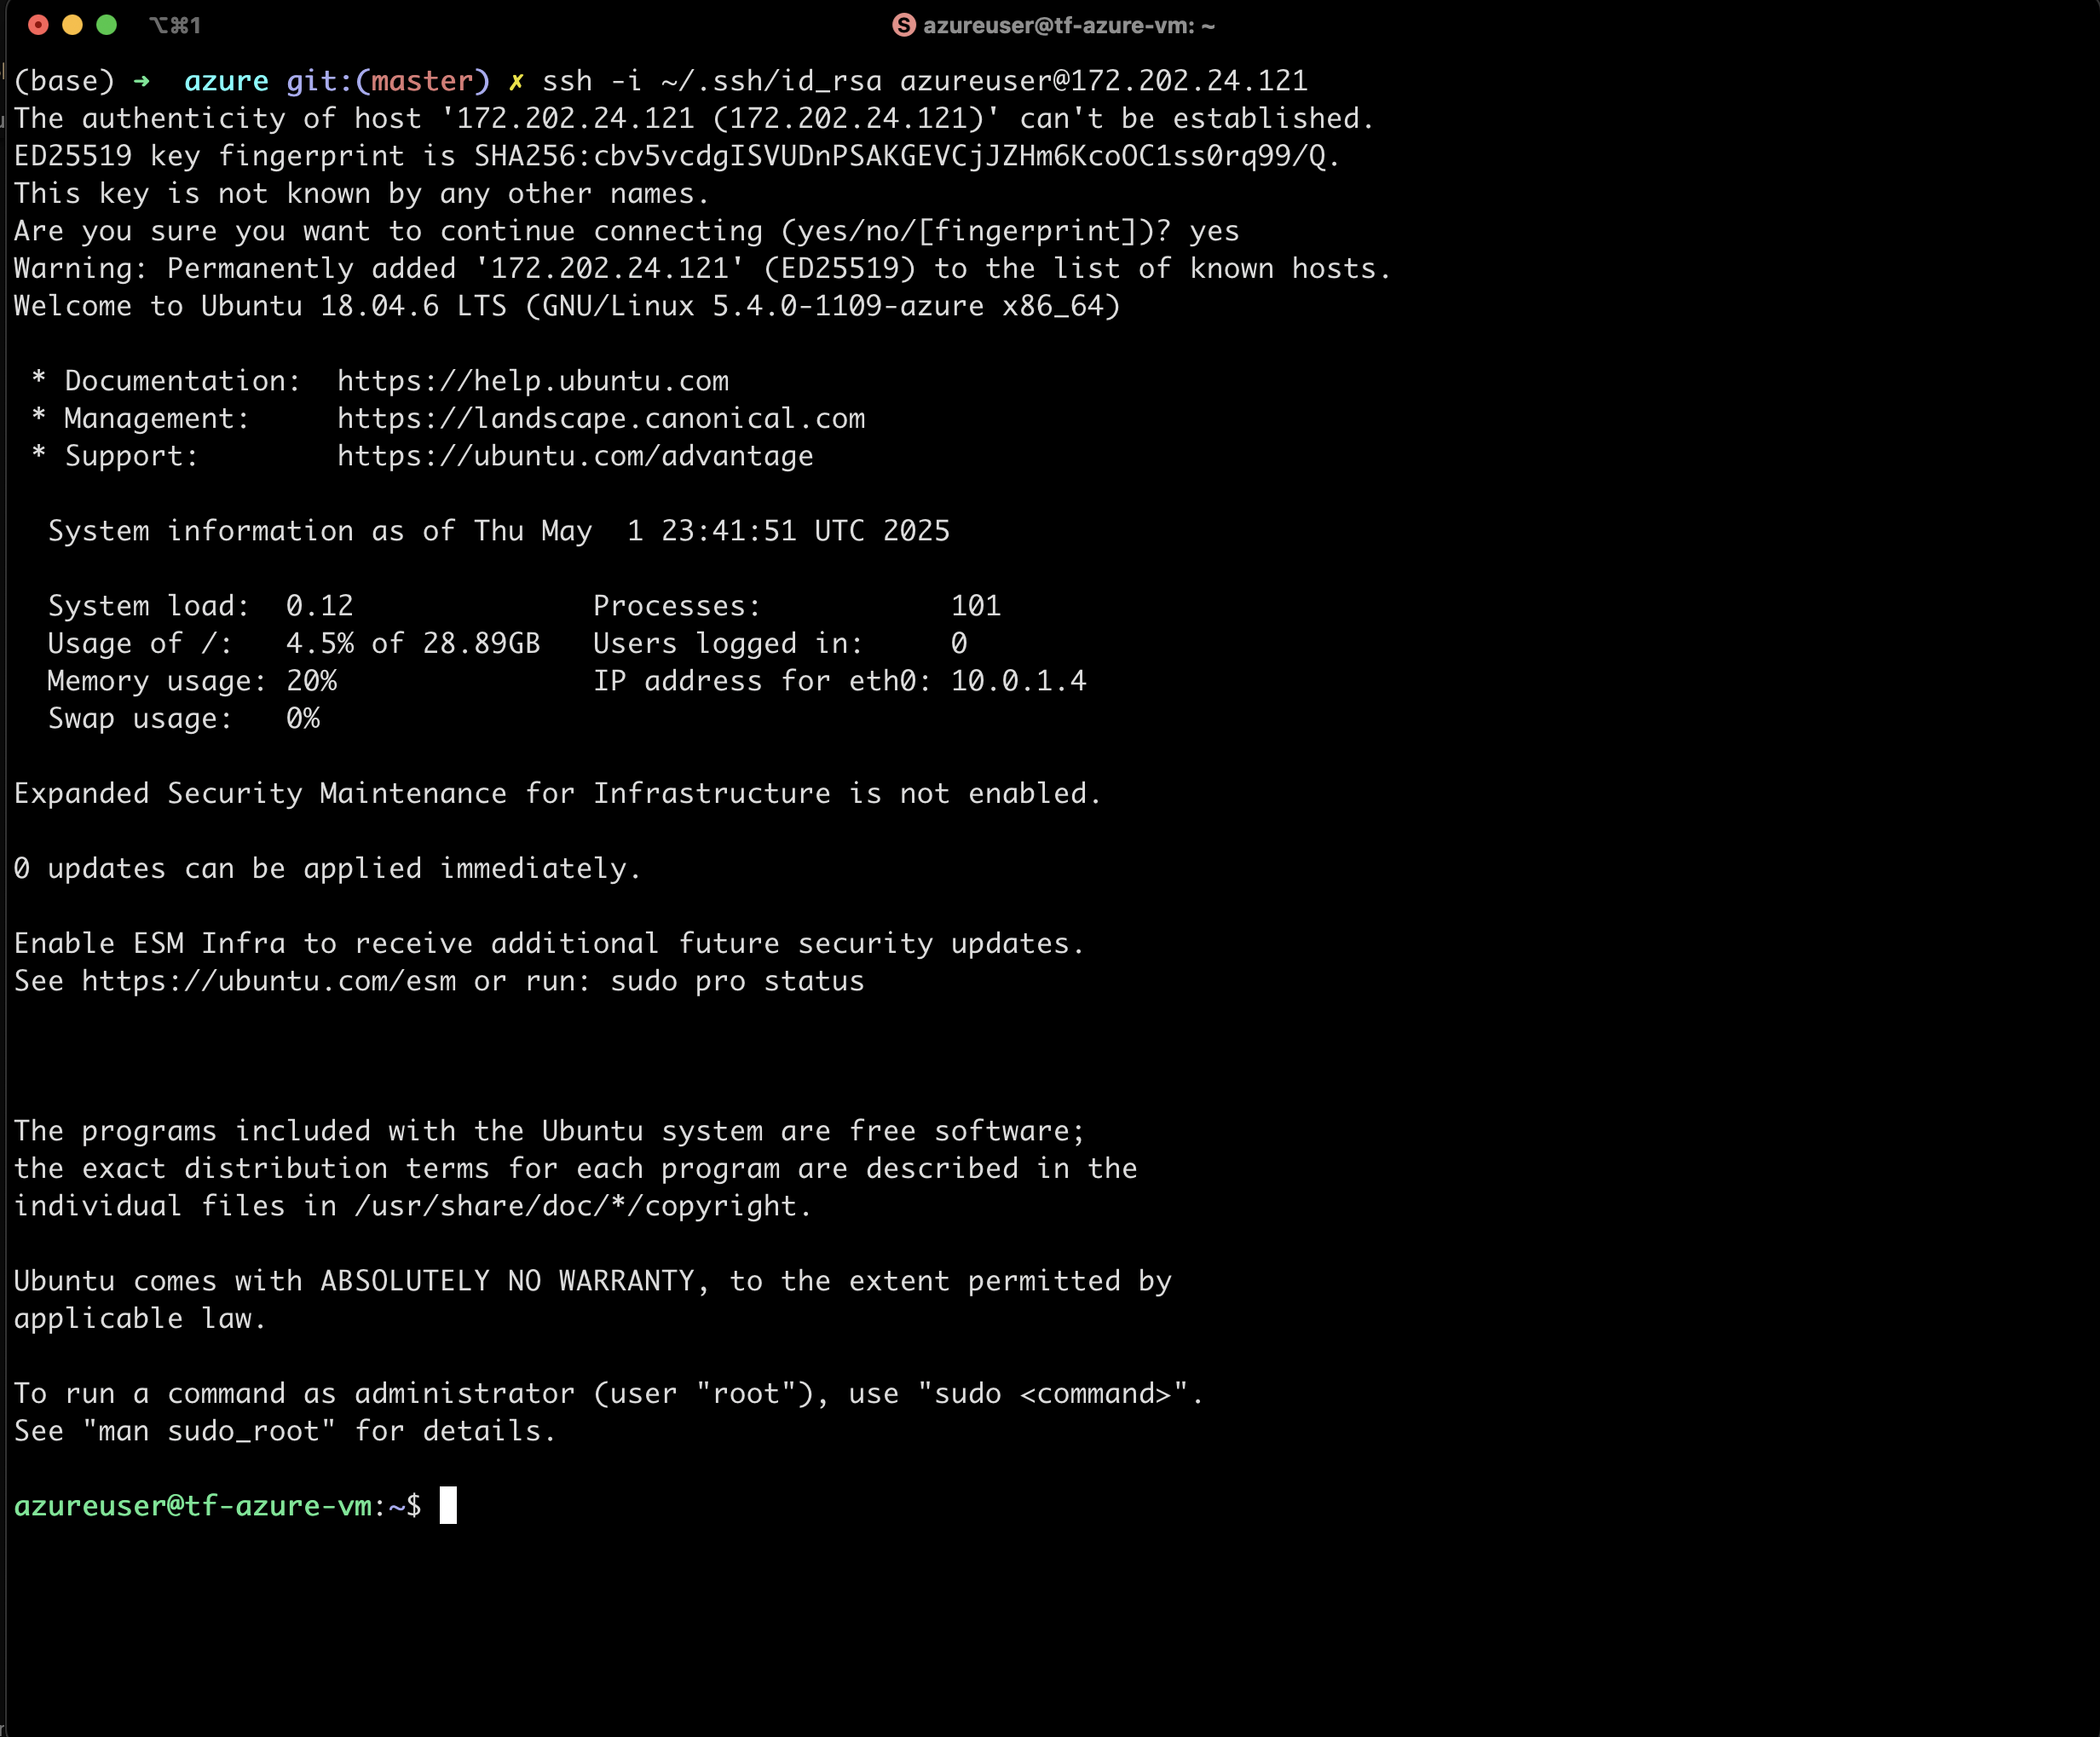 ⌥⌘1
S azureuser@tf-azure-vm: ~
(base) ➜  azure git:(master) ✗ ssh -i ~/.ssh/id_rsa azureuser@172.202.24.121
The authenticity of host '172.202.24.121 (172.202.24.121)' can't be established.
ED25519 key fingerprint is SHA256:cbv5vcdgISVUDnPSAKGEVCjJZHm6KcoOC1ss0rq99/Q.
This key is not known by any other names.
Are you sure you want to continue connecting (yes/no/[fingerprint])? yes
Warning: Permanently added '172.202.24.121' (ED25519) to the list of known hosts.
Welcome to Ubuntu 18.04.6 LTS (GNU/Linux 5.4.0-1109-azure x86_64)

 * Documentation:  https://help.ubuntu.com
 * Management:     https://landscape.canonical.com
 * Support:        https://ubuntu.com/advantage

  System information as of Thu May  1 23:41:51 UTC 2025

  System load:  0.12              Processes:           101
  Usage of /:   4.5% of 28.89GB   Users logged in:     0
  Memory usage: 20%               IP address for eth0: 10.0.1.4
  Swap usage:   0%

Expanded Security Maintenance for Infrastructure is not enabled.

0 updates can be applied immediately.

Enable ESM Infra to receive additional future security updates.
See https://ubuntu.com/esm or run: sudo pro status

The programs included with the Ubuntu system are free software;
the exact distribution terms for each program are described in the
individual files in /usr/share/doc/*/copyright.

Ubuntu comes with ABSOLUTELY NO WARRANTY, to the extent permitted by
applicable law.

To run a command as administrator (user "root"), use "sudo <command>".
See "man sudo_root" for details.

azureuser@tf-azure-vm:~$